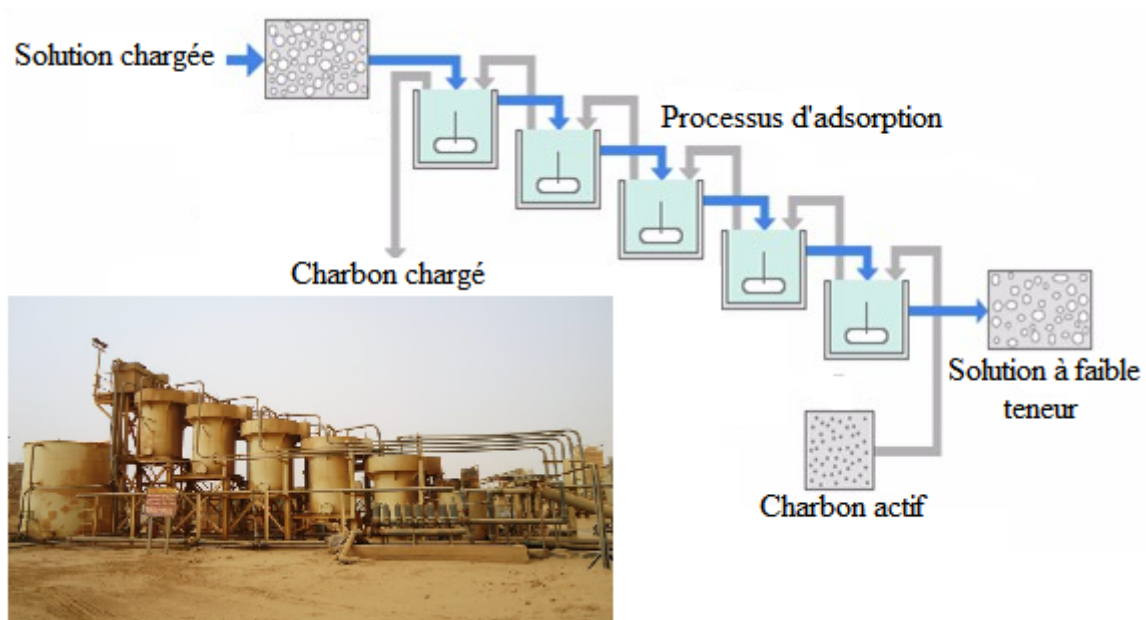 Solution chargée
Processus d'adsorption
Charbon chargé
Solution à faible
teneur
Charbon actif